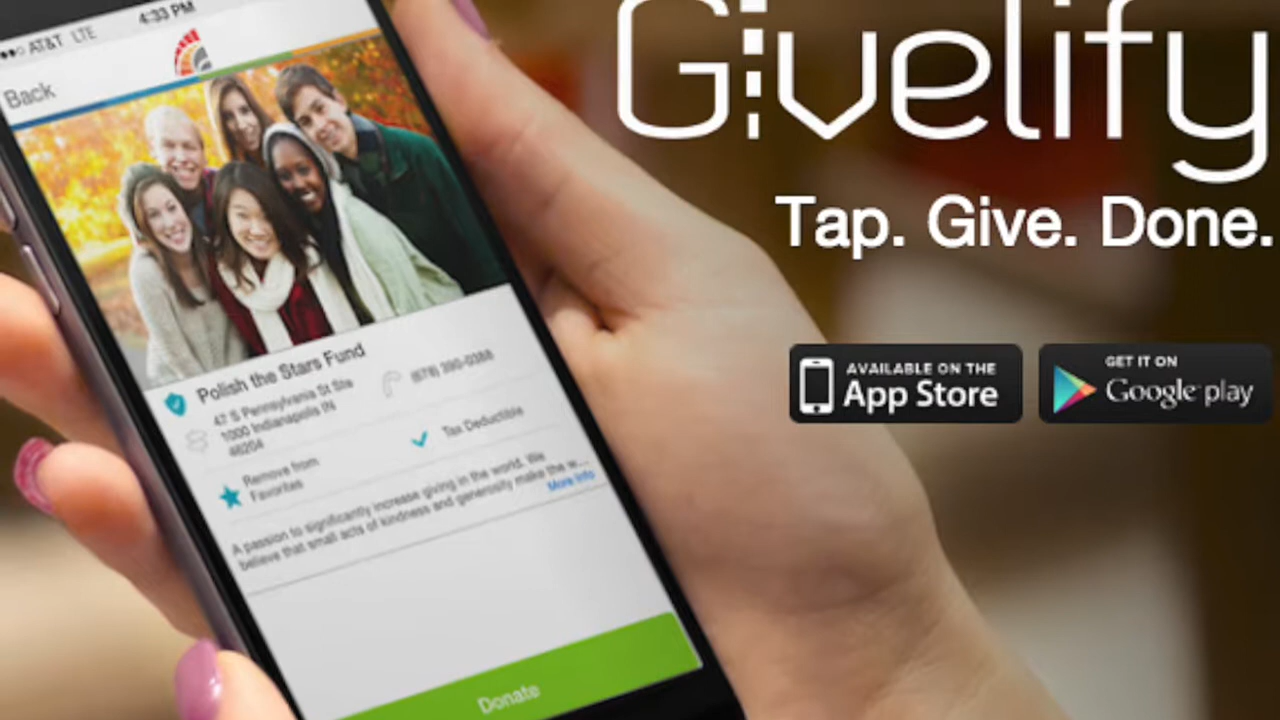 AT&T LTE
4:33 PM
Back
Polish the Stars Fund
47 S Pennsylvania St Ste
1000 Indianapolis IN
46204
(678) 390-0388
Remove from
Favorites
Tax Deductible
A passion to significantly increase giving in the world. We
believe that small acts of kindness and generosity make the w...
More info
Donate
Givelify
Tap. Give. Done.
AVAILABLE ON THE
App Store
GET IT ON
Google play